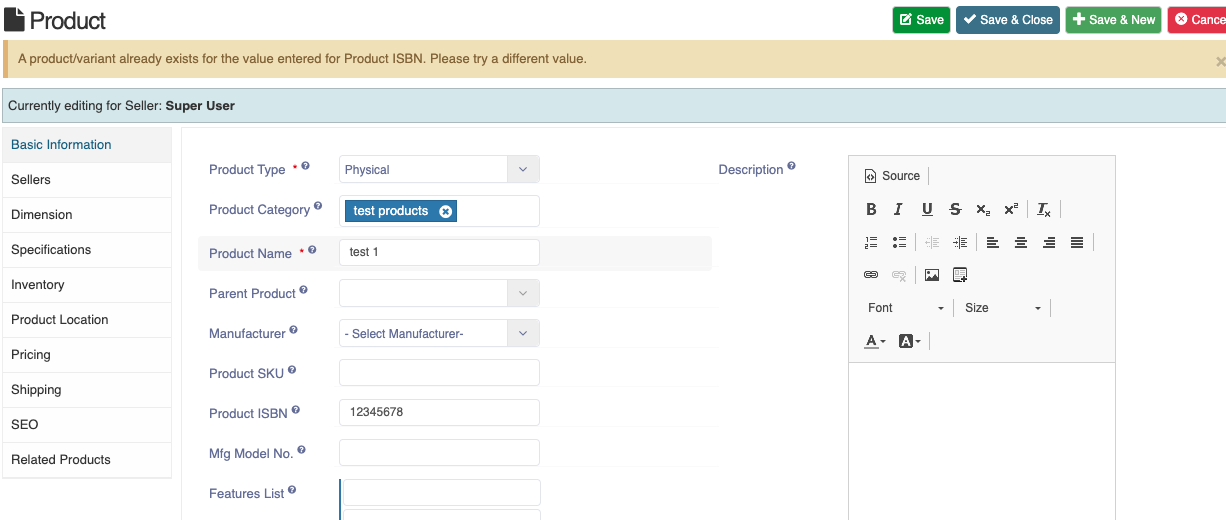 Product
Save
Save & Close
Save & New
Cance
A product/variant already exists for the value entered for Product ISBN. Please try a different value.
Currently editing for Seller: Super User
Basic Information
Sellers
Dimension
Specifications
Inventory
Product Location
Pricing
Shipping
SEO
Related Products
Product Type * Physical
Product Category test products
Product Name * test 1
Parent Product
Manufacturer - Select Manufacturer-
Product SKU
Product ISBN 12345678
Mfg Model No.
Features List
Description
Source
B I U S x₂ x² Tx
Font Size
A A